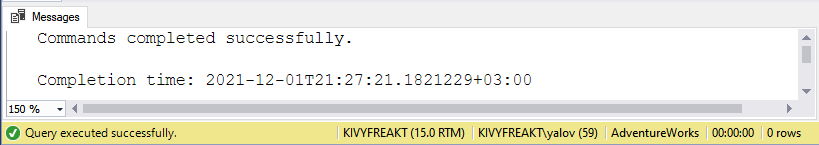 Messages
Commands completed successfully.
Completion time: 2021-12-01T21:27:21.1821229+03:00
150 %
Query executed successfully. KIVYFREAKT (15.0 RTM) KIVYFREAKT\yalov (59) AdventureWorks 00:00:00 0 rows